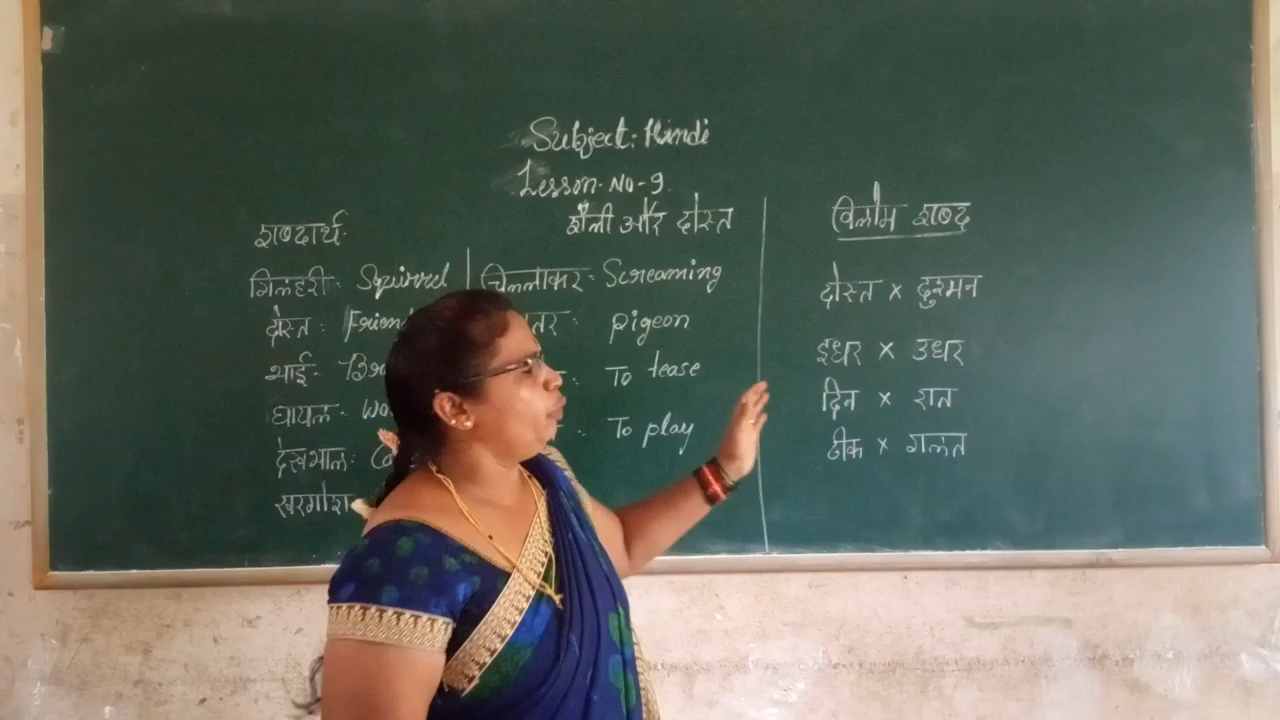 Subject: Hindi
Lesson-No-9
शैली और दोस्त
शब्दार्थ:
गिलहरी: Squirrel
दोस्त:
भाई:
घायल:
देखभाल:
खरगोश
चिल्लाकर: Screaming
pigeon
To tease
To play
विलोम शब्द
दोस्त x दुश्मन
इधर x उधर
दिन x रात
ठीक x गलत